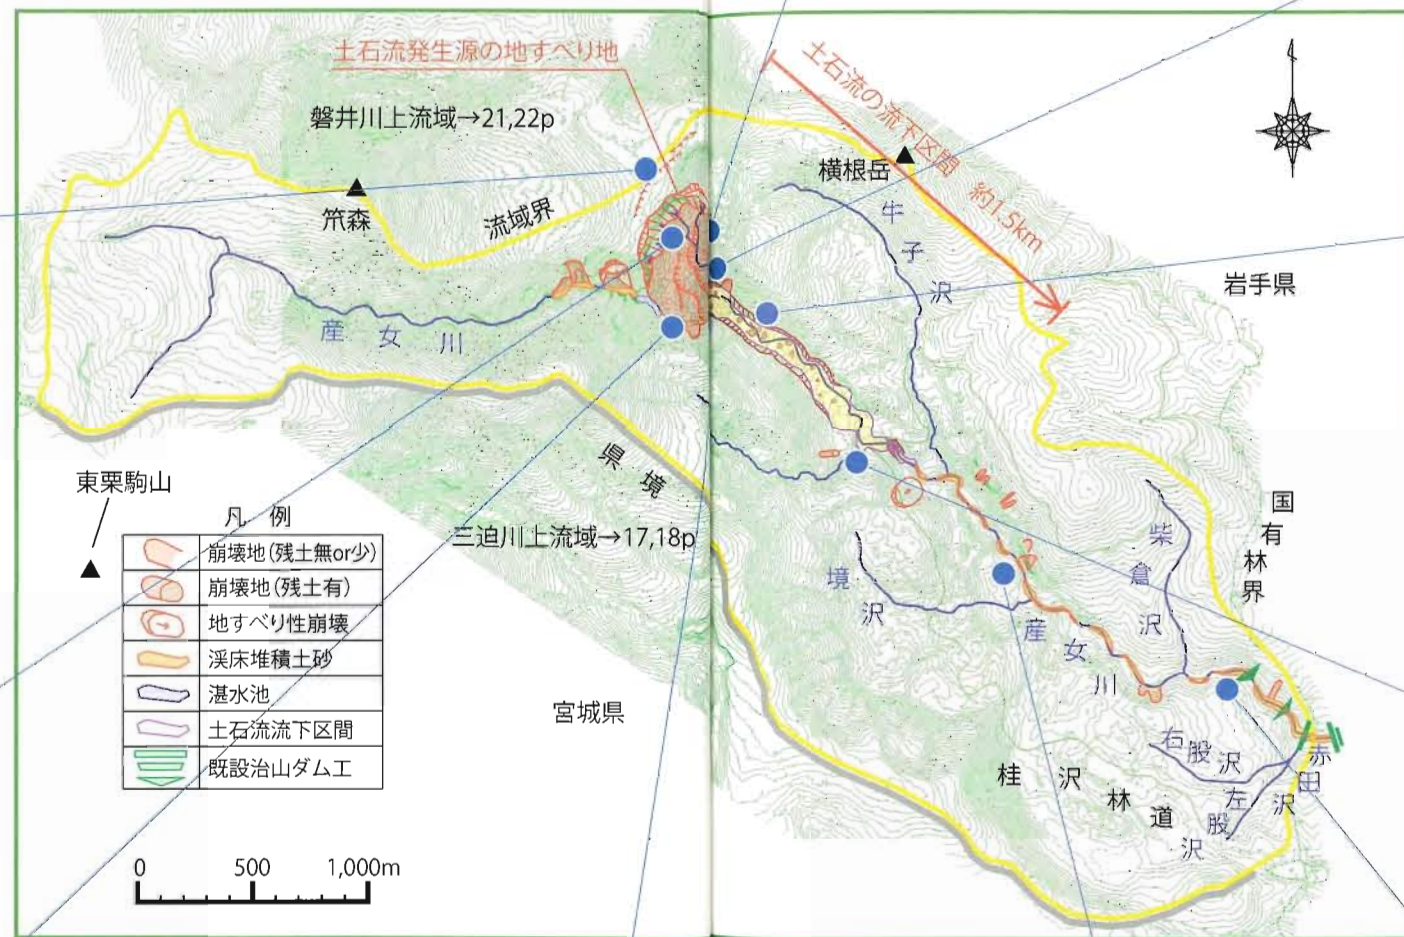 土石流発生源の地すべり地
磐井川上流域→21,22p
笊森
流域界
土石流の流下区間 約1.5km
横根岳
牛子沢
岩手県
産女川
東栗駒山
県境
三迫川上流域→17,18p
国有林界
柴倉沢
境沢
産女川
宮城県
右股沢
左股沢
赤田沢
桂沢林道
凡 例
崩壊地(残土無or少)
崩壊地(残土有)
地すべり性崩壊
渓床堆積土砂
湛水池
土石流流下区間
既設治山ダム工
0 500 1,000m